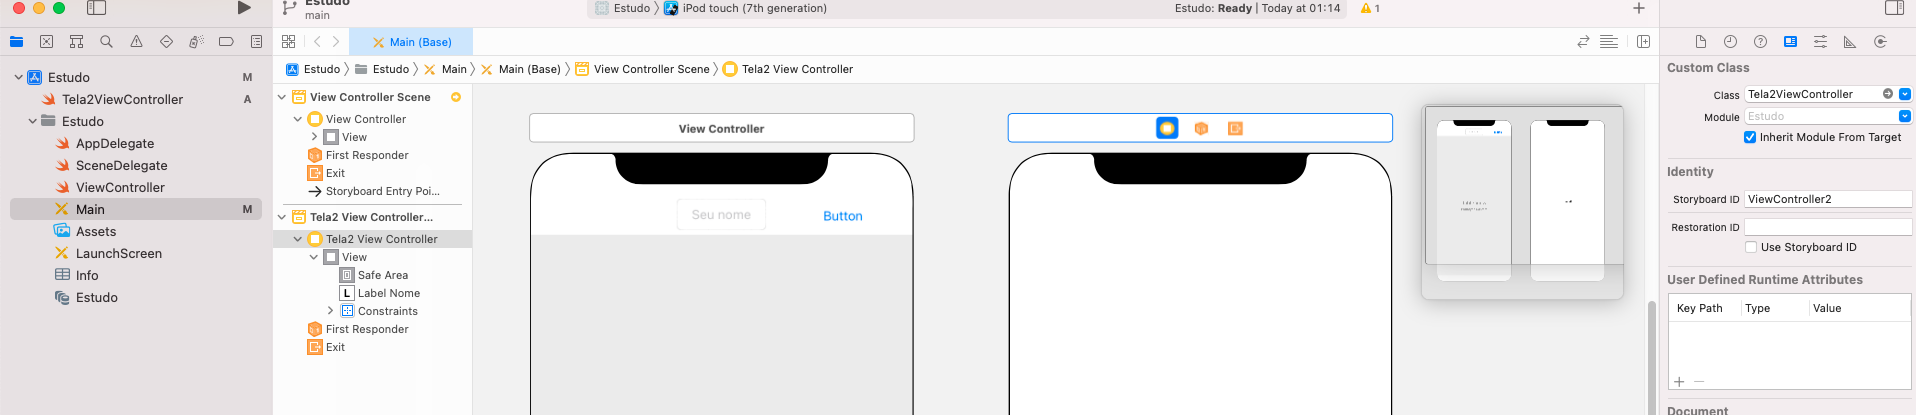 Estudo
main
Estudo
iPod touch (7th generation)
Estudo: Ready | Today at 01:14
1
Main (Base)
Estudo
Estudo
Main
Main (Base)
View Controller Scene
Tela2 View Controller
Estudo M
Tela2ViewController A
Estudo
AppDelegate
SceneDelegate
ViewController
Main M
Assets
LaunchScreen
Info
Estudo
View Controller Scene
View Controller
View
First Responder
Exit
Storyboard Entry Poi...
Tela2 View Controller...
Tela2 View Controller
View
Safe Area
L Label Nome
Constraints
First Responder
Exit
View Controller
Seu nome
Button
Custom Class
Class Tela2ViewController
Module Estudo
Inherit Module From Target
Identity
Storyboard ID ViewController2
Restoration ID
Use Storyboard ID
User Defined Runtime Attributes
Key Path Type Value
Document